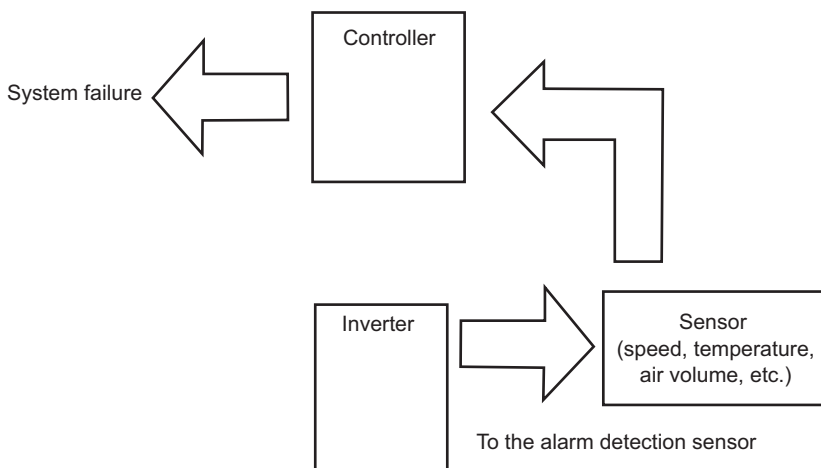 Controller
System failure
Inverter
Sensor
(speed, temperature,
air volume, etc.)
To the alarm detection sensor